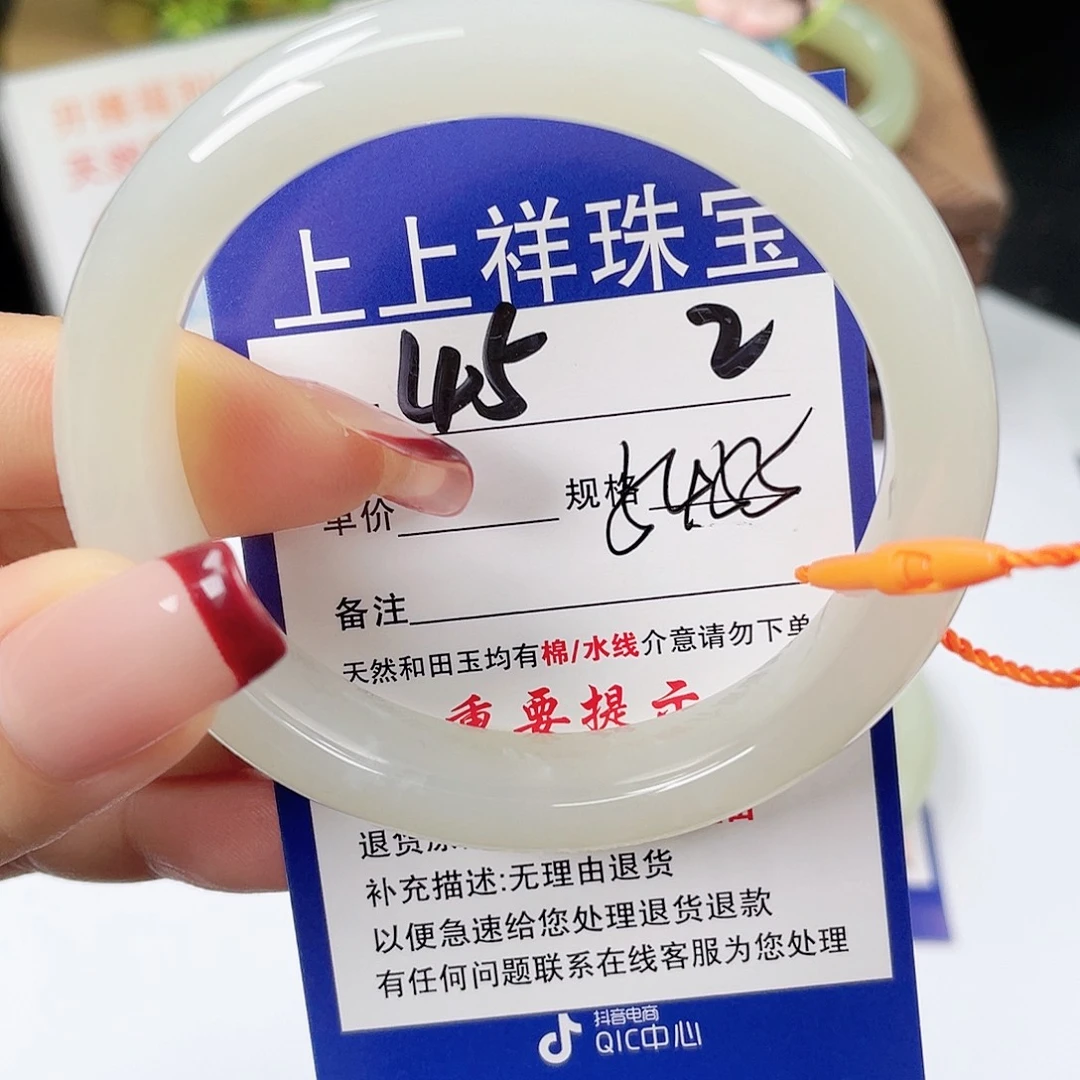 上上祥珠宝
45 2
单价 规格
备注
天然和田玉均有棉/水线介意请勿下单
重要提示
退货原
补充描述:无理由退货
以便急速给您处理退货退款
有任何问题联系在线客服为您处理
抖音电商
QIC中心